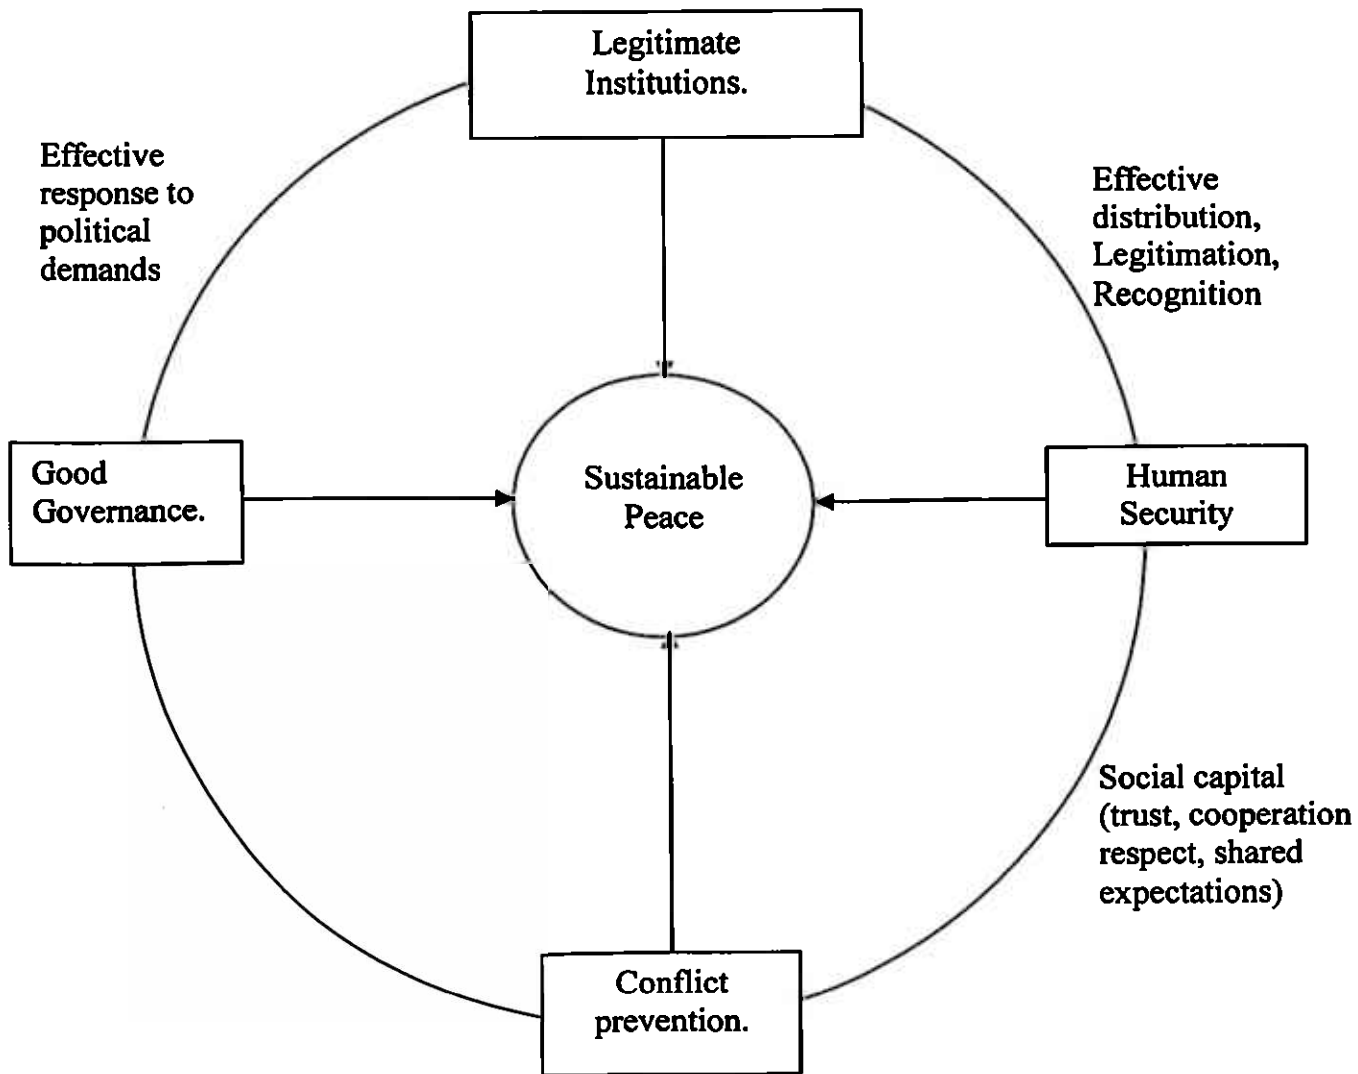 Legitimate
Institutions.
Effective
response to
political
demands
Effective
distribution,
Legitimation,
Recognition
Good
Governance.
Sustainable
Peace
Human
Security
Social capital
(trust, cooperation
respect, shared
expectations)
Conflict
prevention.